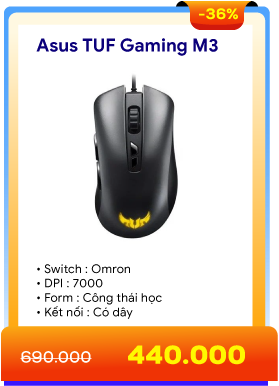 -36%
Asus TUF Gaming M3
• Switch : Omron
• DPI : 7000
• Form : Công thái học
• Kết nối : Có dây
690.000 440.000